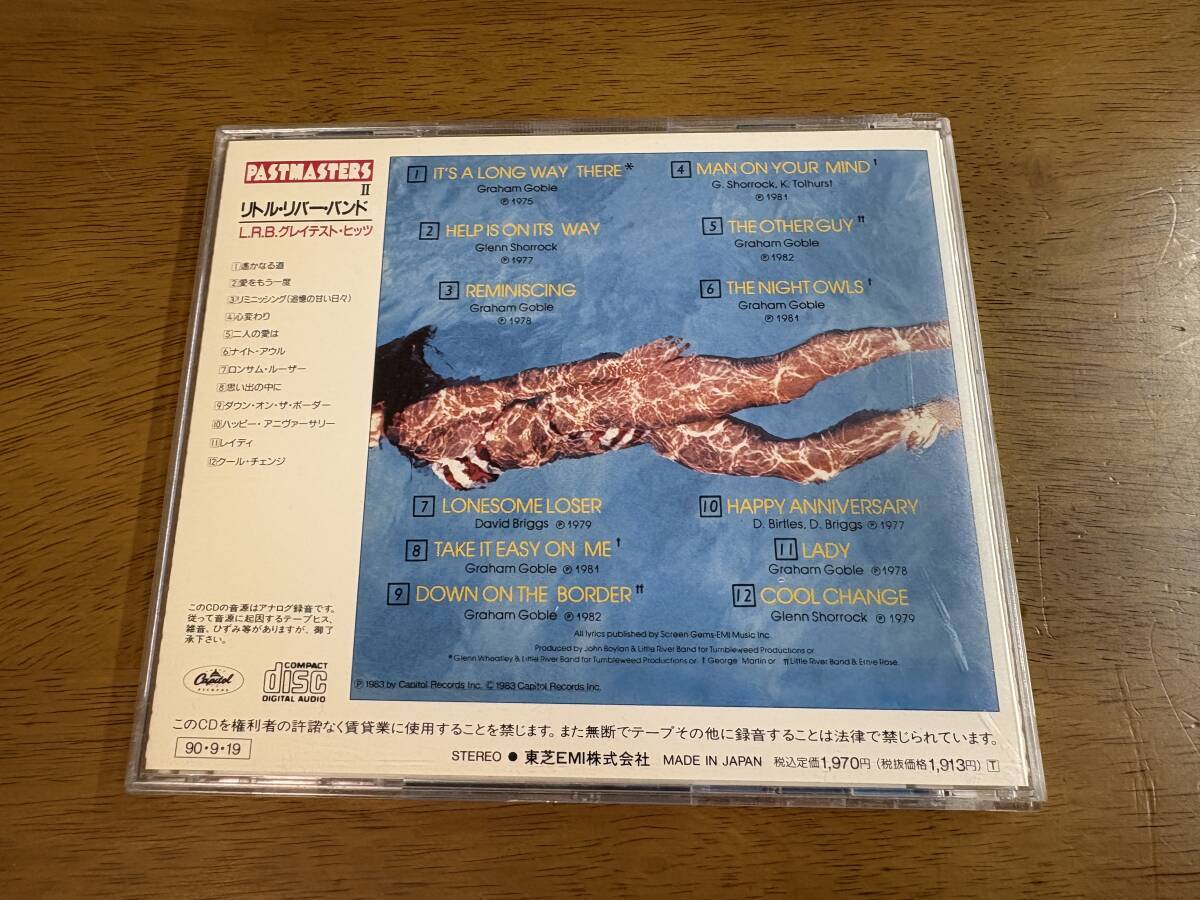 PASTMASTERS
II
リトル・リバー・バンド
L.R.B.グレイテスト・ヒッツ
1遙かなる道
2愛をもう一度
3リミニッシング(追憶の甘い日々)
4心変わり
5二人の愛は
6ナイト・アウル
7ロンサム・ルーザー
8思い出の中に
9ダウン・オン・ザ・ボーダー
10ハッピー・アニヴァーサリー
11レイディ
12クール・チェンジ
このCDの音源はアナログ録音です。
従って音源に起因するテープヒス、
雑音、ひずみ等がありますが、御了
承下さい。
Capitol
RECORDS
COMPACT
disc
DIGITAL AUDIO
1 IT'S A LONG WAY THERE*
Graham Goble
℗1975
2 HELP IS ON ITS WAY
Glenn Shorrock
℗1977
3 REMINISCING
Graham Goble
℗1978
4 MAN ON YOUR MIND†
G. Shorrock, K. Tolhurst
℗1981
5 THE OTHER GUY††
Graham Goble
℗1982
6 THE NIGHT OWLS†
Graham Goble
℗1981
7 LONESOME LOSER
David Briggs ℗1979
8 TAKE IT EASY ON ME†
Graham Goble ℗1981
9 DOWN ON THE BORDER††
Graham Goble ℗1982
10 HAPPY ANNIVERSARY
D. Birtles, D. Briggs ℗1977
11 LADY
Graham Goble ℗1978
12 COOL CHANGE
Glenn Shorrock ℗1979
All lyrics published by Screen Gems-EMI Music Inc.
Produced by John Boylan & Little River Band for Tumbleweed Productions or
*Glenn Wheatley & Little River Band for Tumbleweed Productions or †George Martin or ††Little River Band & Ernie Rose.
℗1983 by Capitol Records Inc. ©1983 Capitol Records Inc.
このCDを権利者の許諾なく賃貸業に使用することを禁じます。また無断でテープその他に録音することは法律で禁じられています。
90・9・19
STEREO ● 東芝EMI株式会社 MADE IN JAPAN 税込定価1,970円(税抜価格1,913円)T